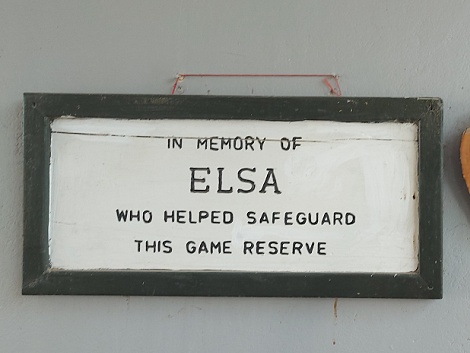 IN MEMORY OF
ELSA
WHO HELPED SAFEGUARD
THIS GAME RESERVE